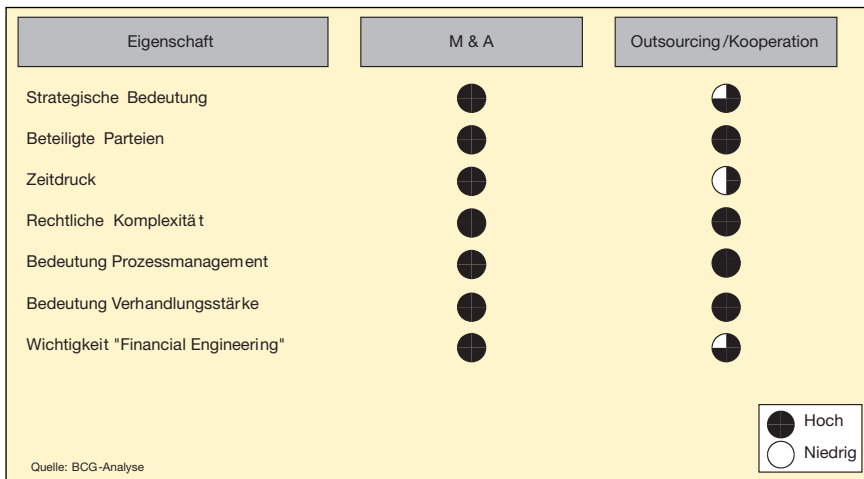 Eigenschaft M & A Outsourcing/Kooperation
Strategische Bedeutung
Beteiligte Parteien
Zeitdruck
Rechtliche Komplexität
Bedeutung Prozessmanagement
Bedeutung Verhandlungsstärke
Wichtigkeit "Financial Engineering"
Hoch
Niedrig
Quelle: BCG-Analyse